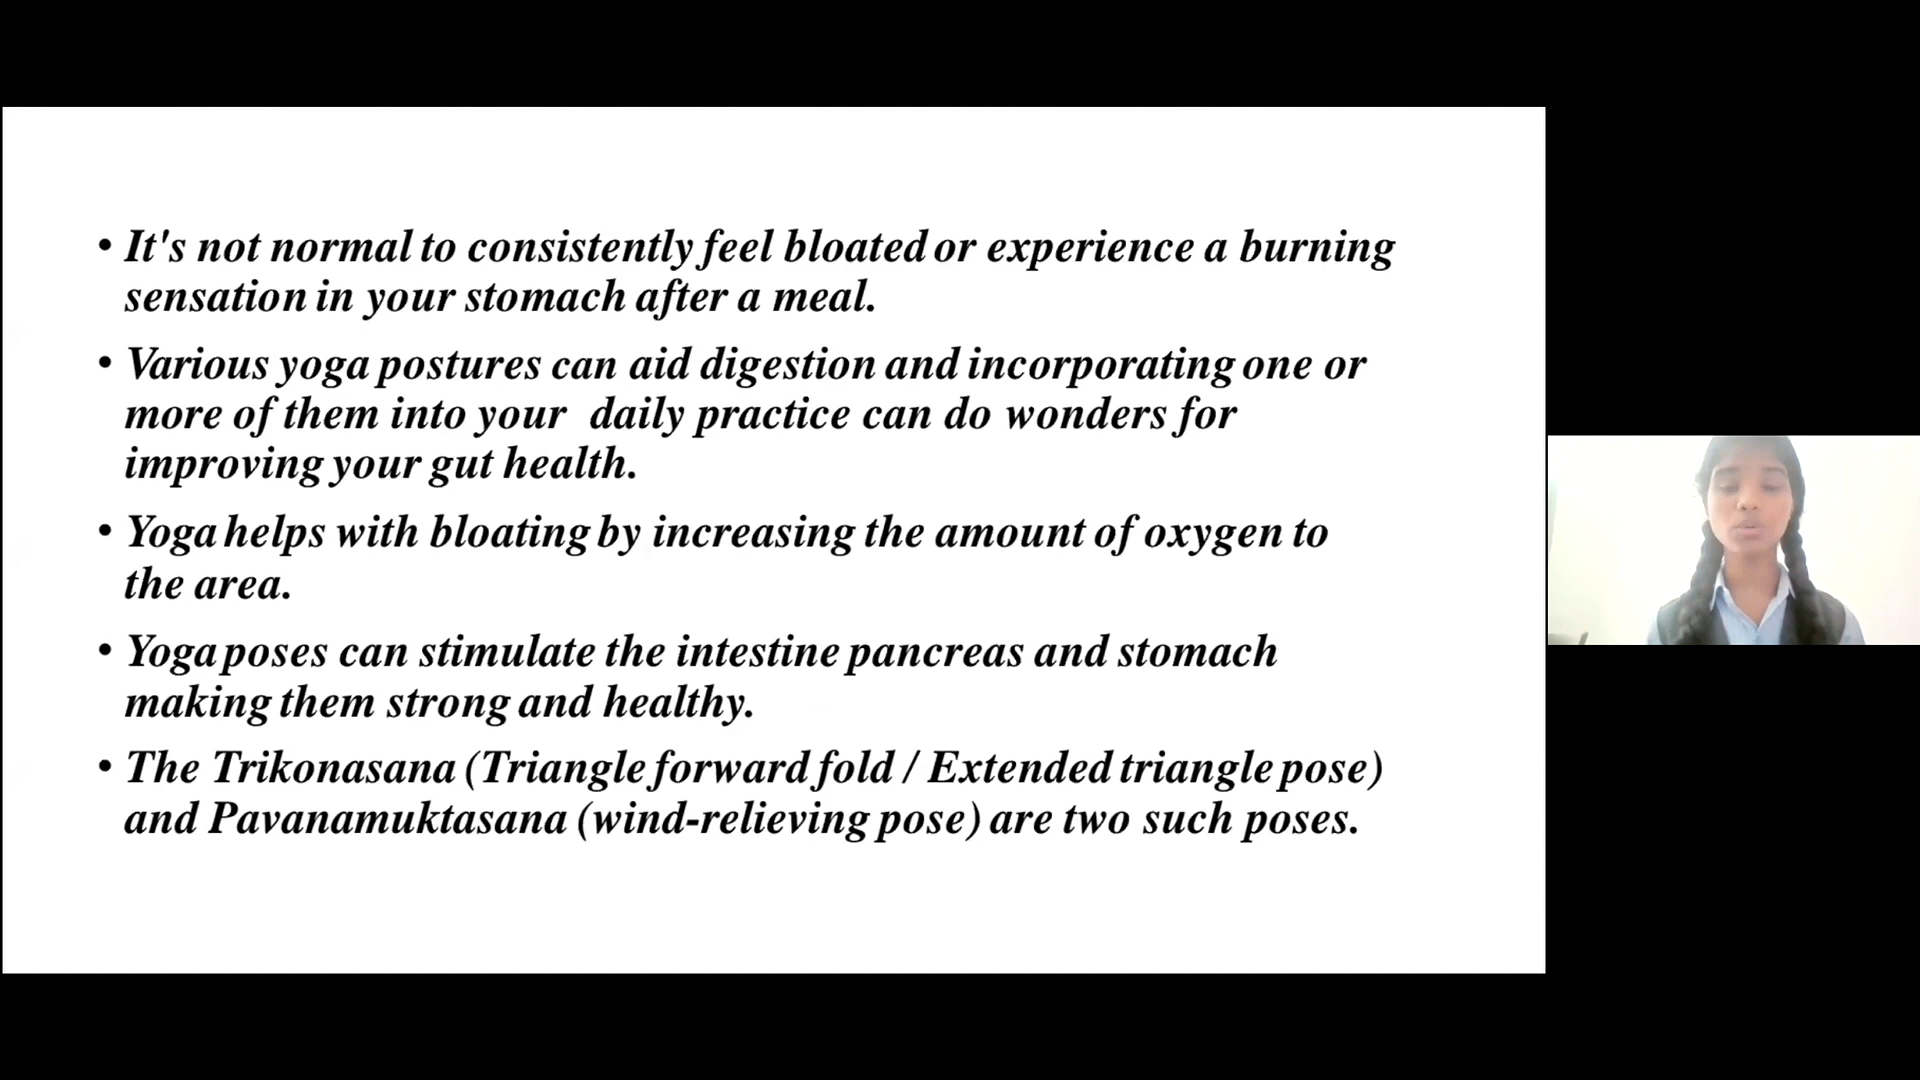 • It's not normal to consistently feel bloated or experience a burning
sensation in your stomach after a meal.
• Various yoga postures can aid digestion and incorporating one or
more of them into your daily practice can do wonders for
improving your gut health.
• Yoga helps with bloating by increasing the amount of oxygen to
the area.
• Yoga poses can stimulate the intestine pancreas and stomach
making them strong and healthy.
• The Trikonasana (Triangle forward fold / Extended triangle pose)
and Pavanamuktasana (wind-relieving pose) are two such poses.